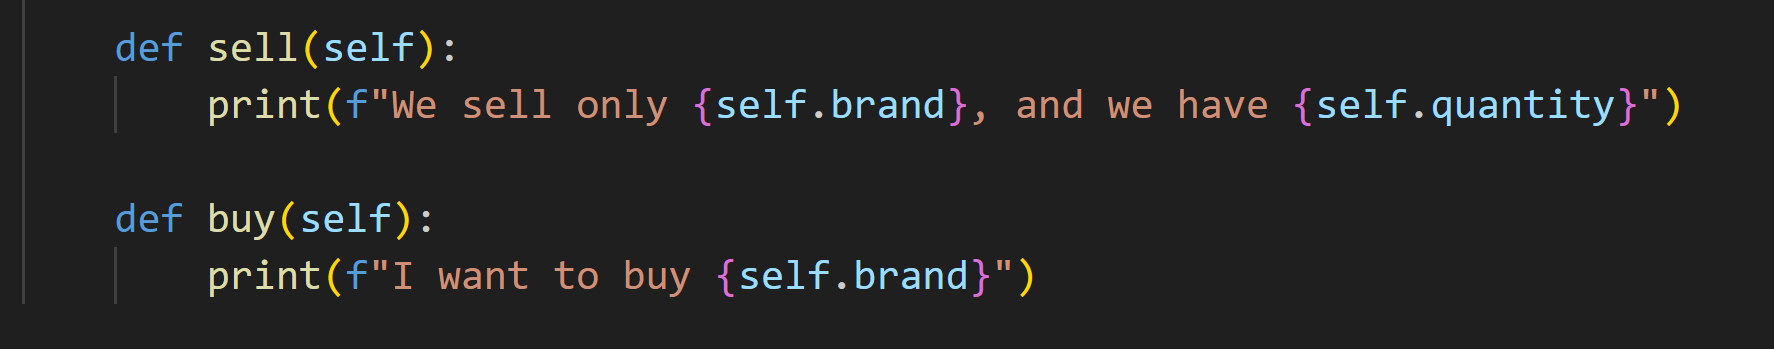 def sell(self):
    print(f"We sell only {self.brand}, and we have {self.quantity}")
def buy(self):
    print(f"I want to buy {self.brand}")